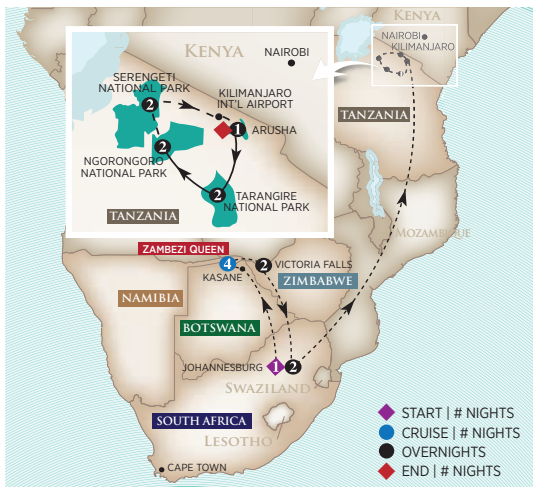 KENYA
NAIROBI
KILIMANJARO
TANZANIA
KENYA
NAIROBI
SERENGETI
NATIONAL PARK
2
KILIMANJARO
INT'L AIRPORT
1
ARUSHA
2
NGORONGORO
NATIONAL PARK
2
TARANGIRE
NATIONAL PARK
TANZANIA
MOZAMBIQUE
ZAMBEZI QUEEN
4
KASANE
2
VICTORIA FALLS
ZIMBABWE
NAMIBIA
BOTSWANA
JOHANNESBURG
1
2
SWAZILAND
SOUTH AFRICA
LESOTHO
CAPE TOWN
START | # NIGHTS
CRUISE | # NIGHTS
OVERNIGHTS
END | # NIGHTS